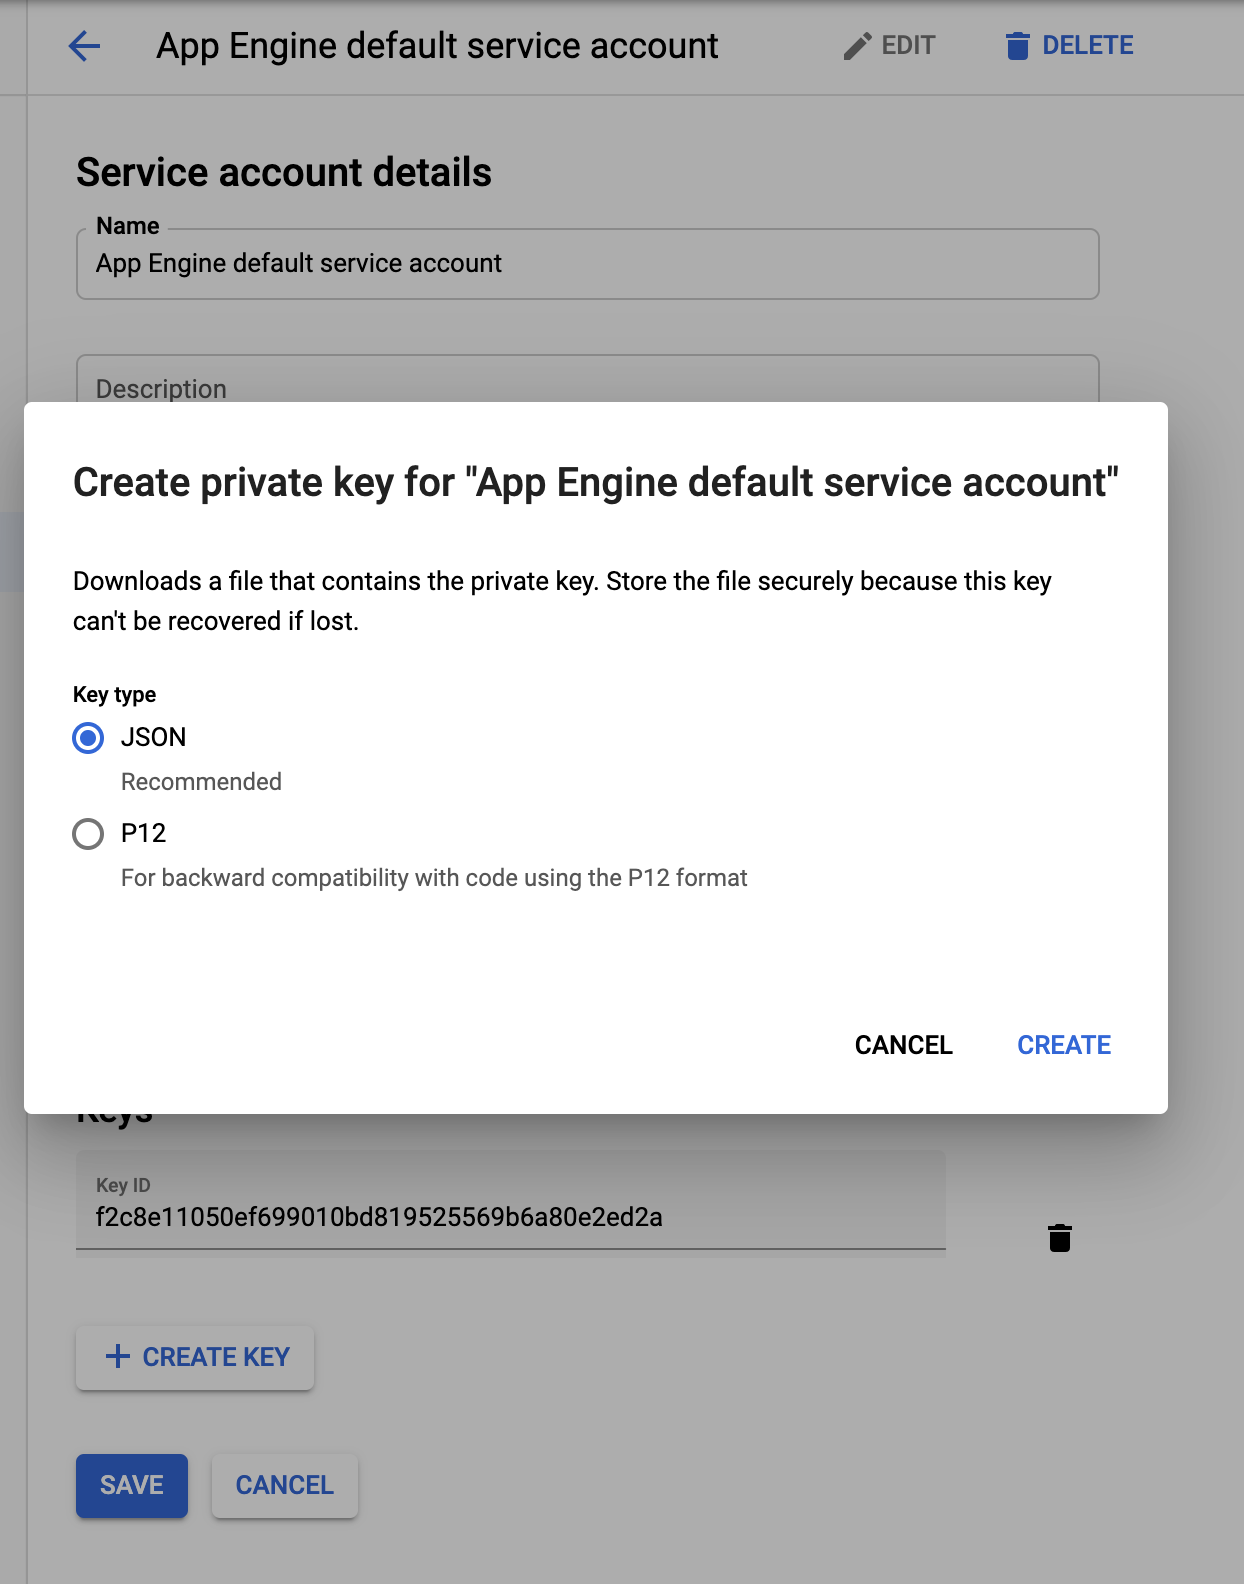 App Engine default service account
EDIT
DELETE
Service account details
Name
App Engine default service account
Description
Create private key for "App Engine default service account"
Downloads a file that contains the private key. Store the file securely because this key
can't be recovered if lost.
Key type
JSON
Recommended
P12
For backward compatibility with code using the P12 format
CANCEL
CREATE
Keys
Key ID
f2c8e11050ef699010bd819525569b6a80e2ed2a
CREATE KEY
SAVE
CANCEL